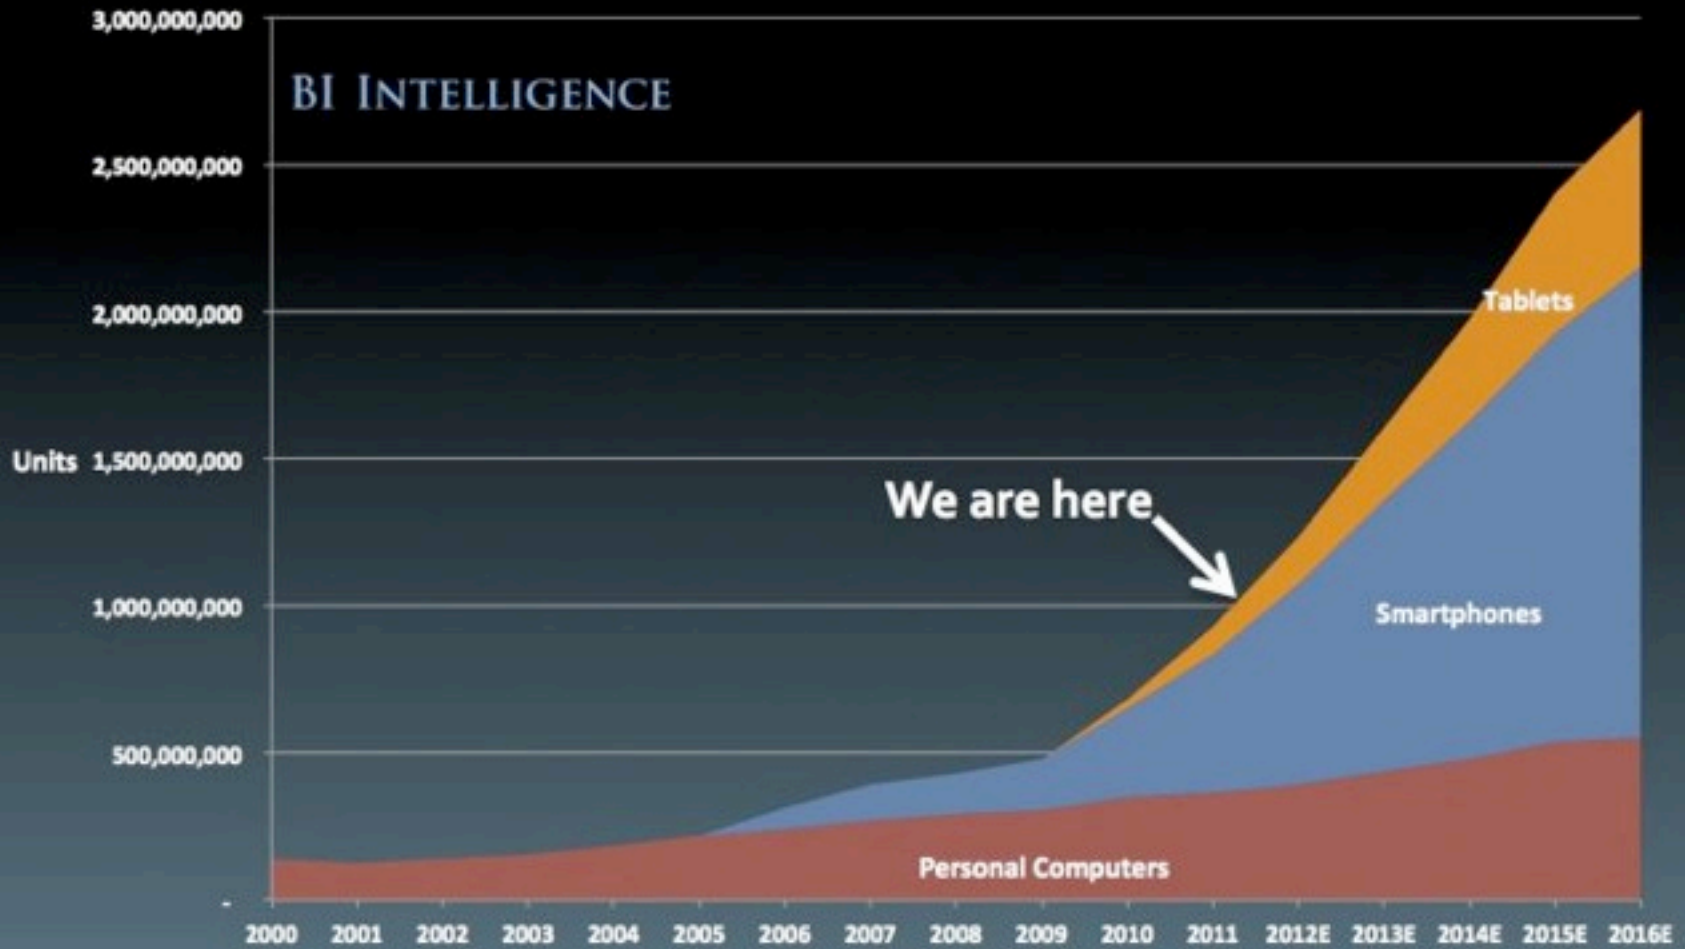 3,000,000,000
BI INTELLIGENCE
2,500,000,000
2,000,000,000
Tablets
Units 1,500,000,000
We are here
1,000,000,000
Smartphones
500,000,000
Personal Computers
-
2000 2001 2002 2003 2004 2005 2006 2007 2008 2009 2010 2011 2012E 2013E 2014E 2015E 2016E